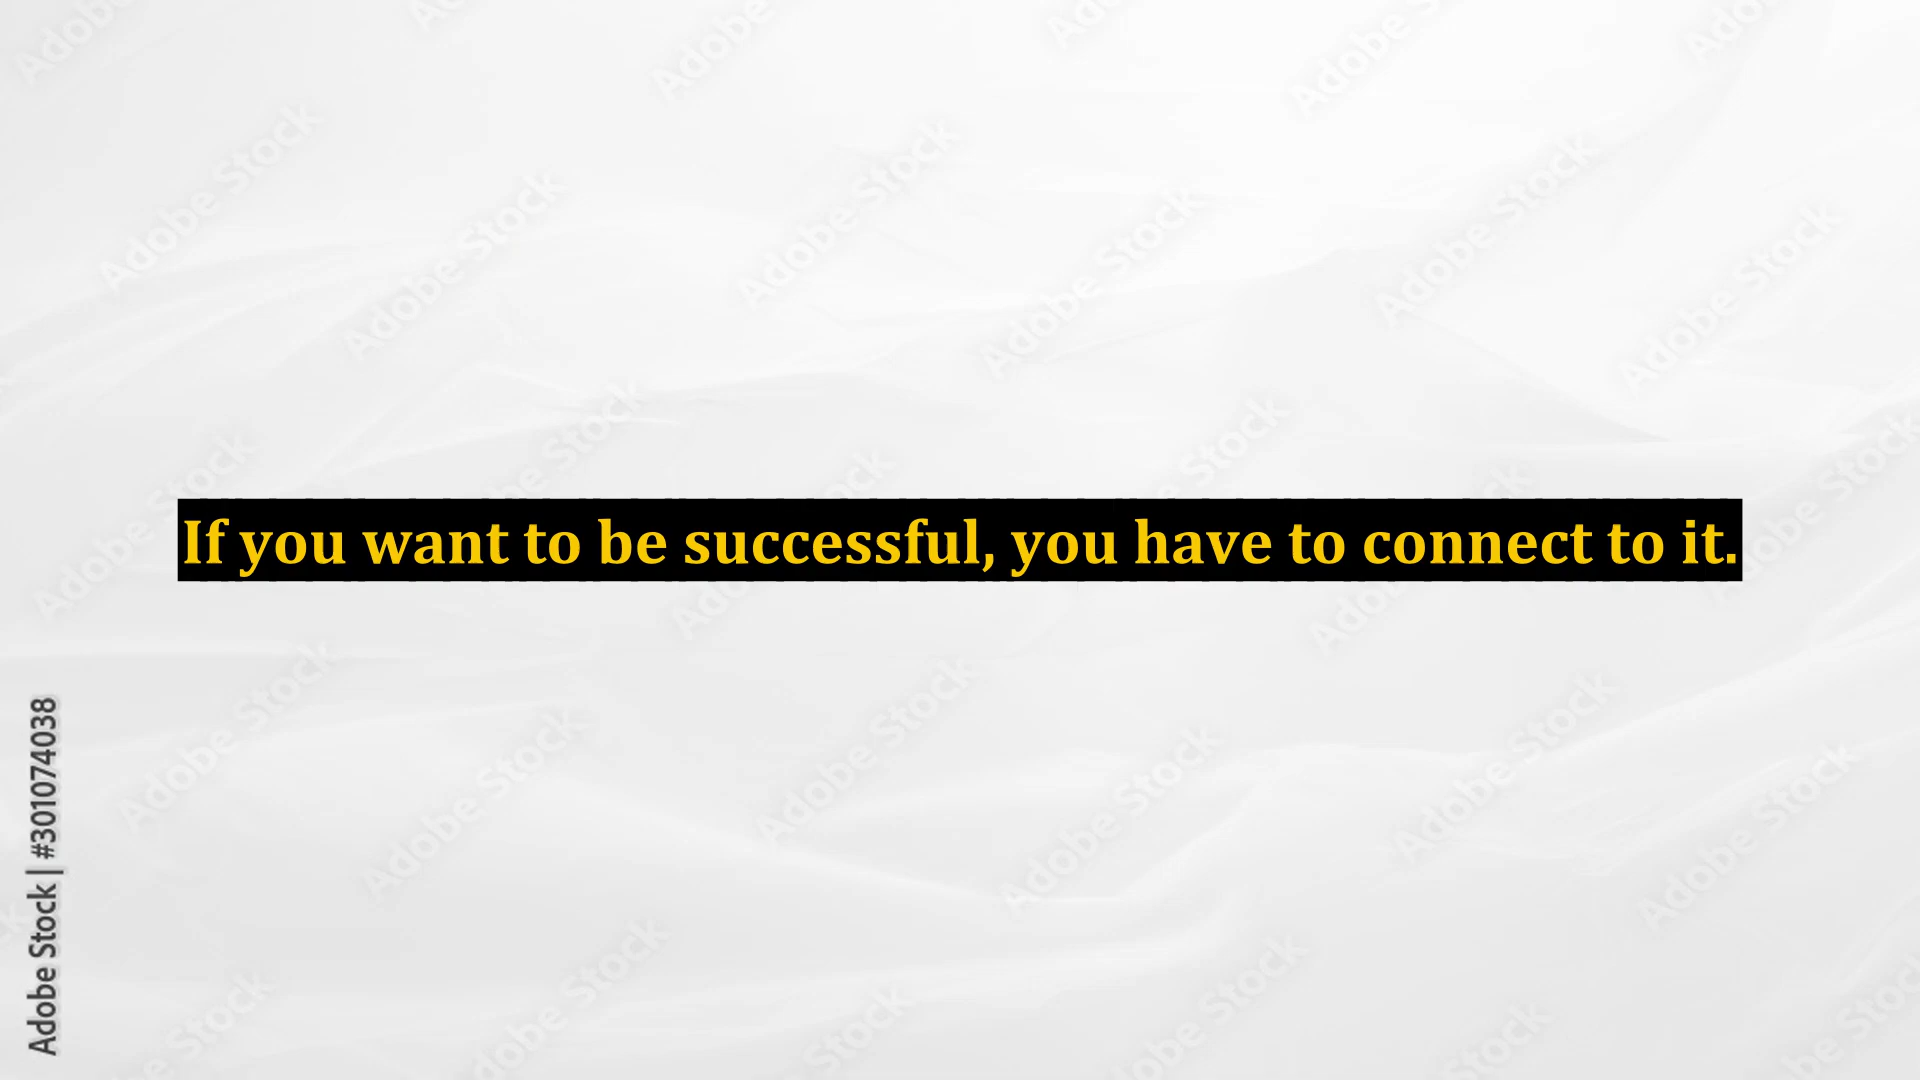 If you want to be successful, you have to connect to it.
Adobe Stock | #301074038